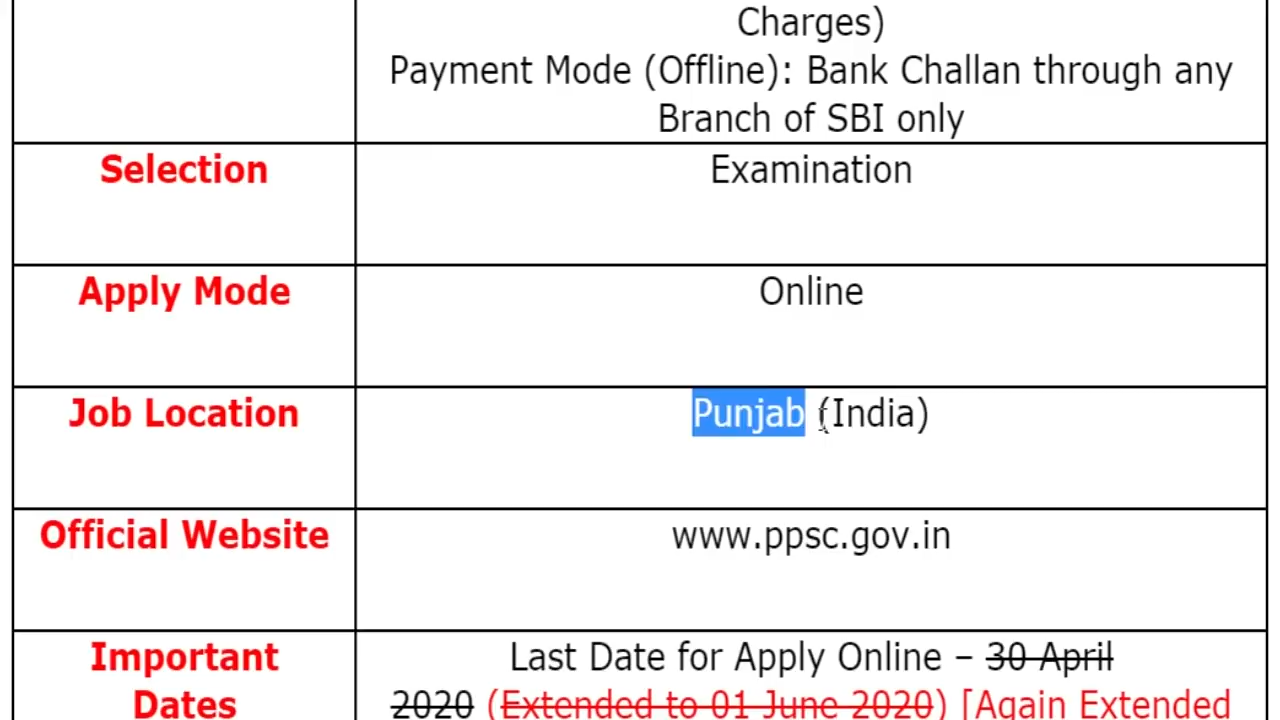 Charges)
Payment Mode (Offline): Bank Challan through any
Branch of SBI only
Selection
Examination
Apply Mode
Online
Job Location
Punjab (India)
Official Website
www.ppsc.gov.in
Important
Dates
Last Date for Apply Online – 30 April
2020 (Extended to 01 June 2020) [Again Extended